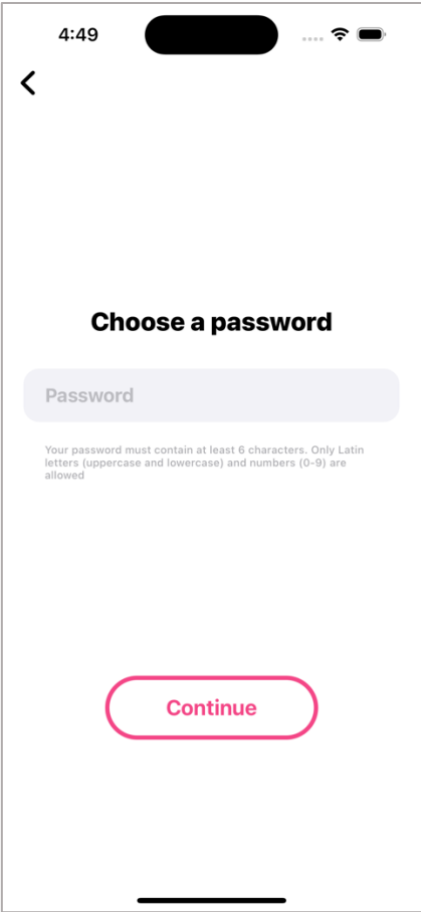 4:49
Choose a password
Password
Your password must contain at least 6 characters. Only Latin
letters (uppercase and lowercase) and numbers (0-9) are
allowed
Continue